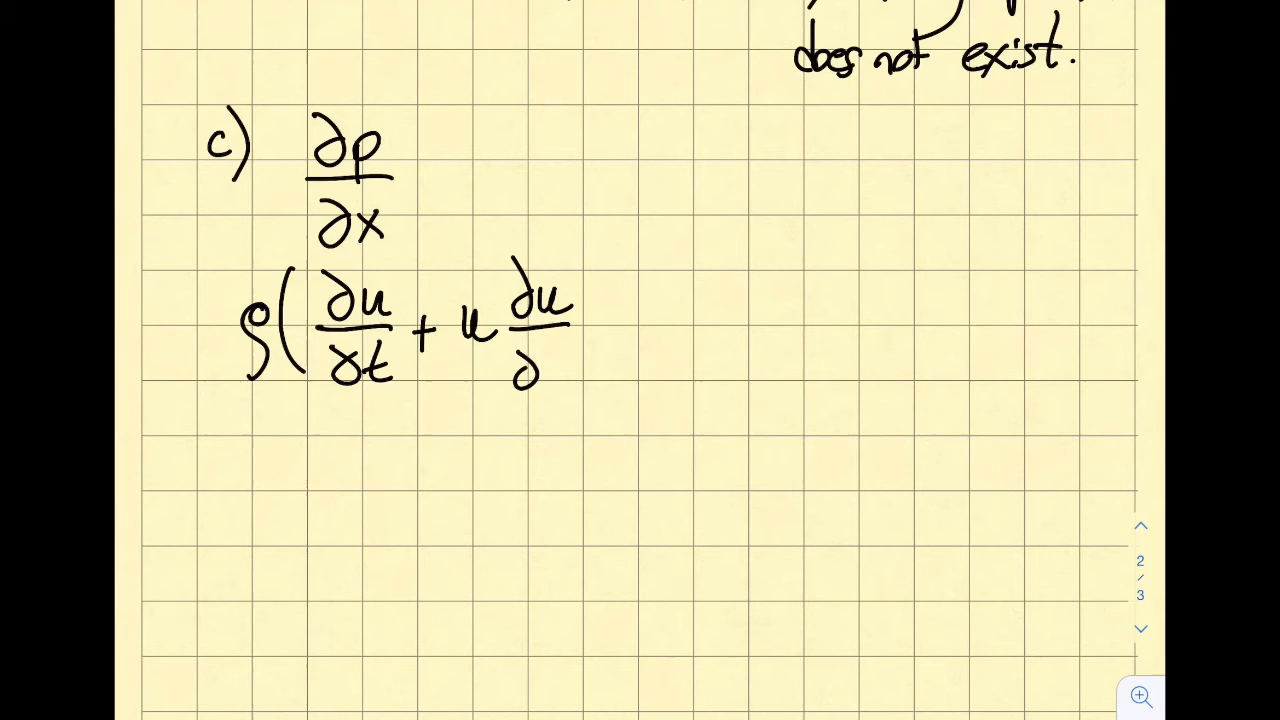 does not exist.
c) ∂p
∂x
ρ( ∂u/∂t + u ∂u/∂
2
/
3